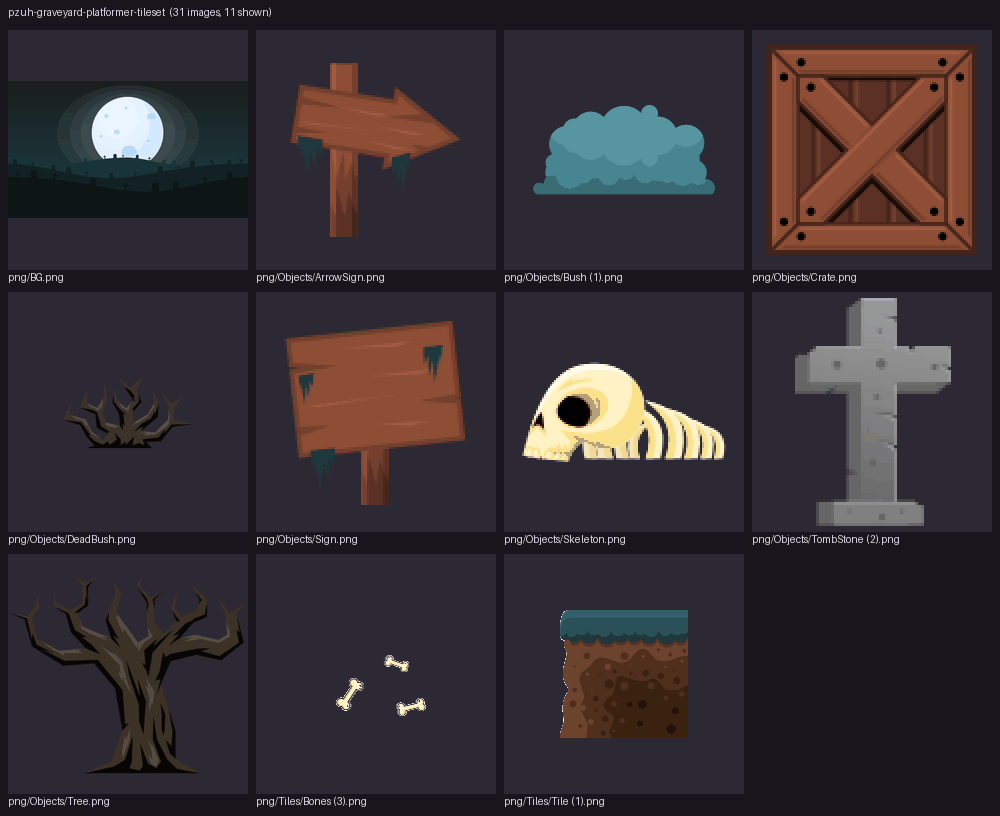 pzuh-graveyard-platformer-tileset (31 images, 11 shown)
png/BG.png
png/Objects/ArrowSign.png
png/Objects/Bush (1).png
png/Objects/Crate.png
png/Objects/DeadBush.png
png/Objects/Sign.png
png/Objects/Skeleton.png
png/Objects/TombStone (2).png
png/Objects/Tree.png
png/Tiles/Bones (3).png
png/Tiles/Tile (1).png